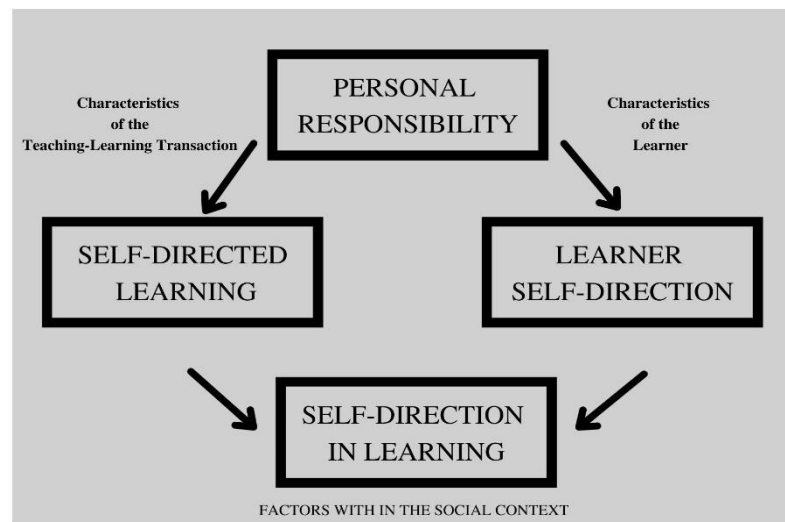 PERSONAL
RESPONSIBILITY
Characteristics
of the
Teaching-Learning Transaction
Characteristics
of the
Learner
SELF-DIRECTED
LEARNING
LEARNER
SELF-DIRECTION
SELF-DIRECTION
IN LEARNING
FACTORS WITH IN THE SOCIAL CONTEXT